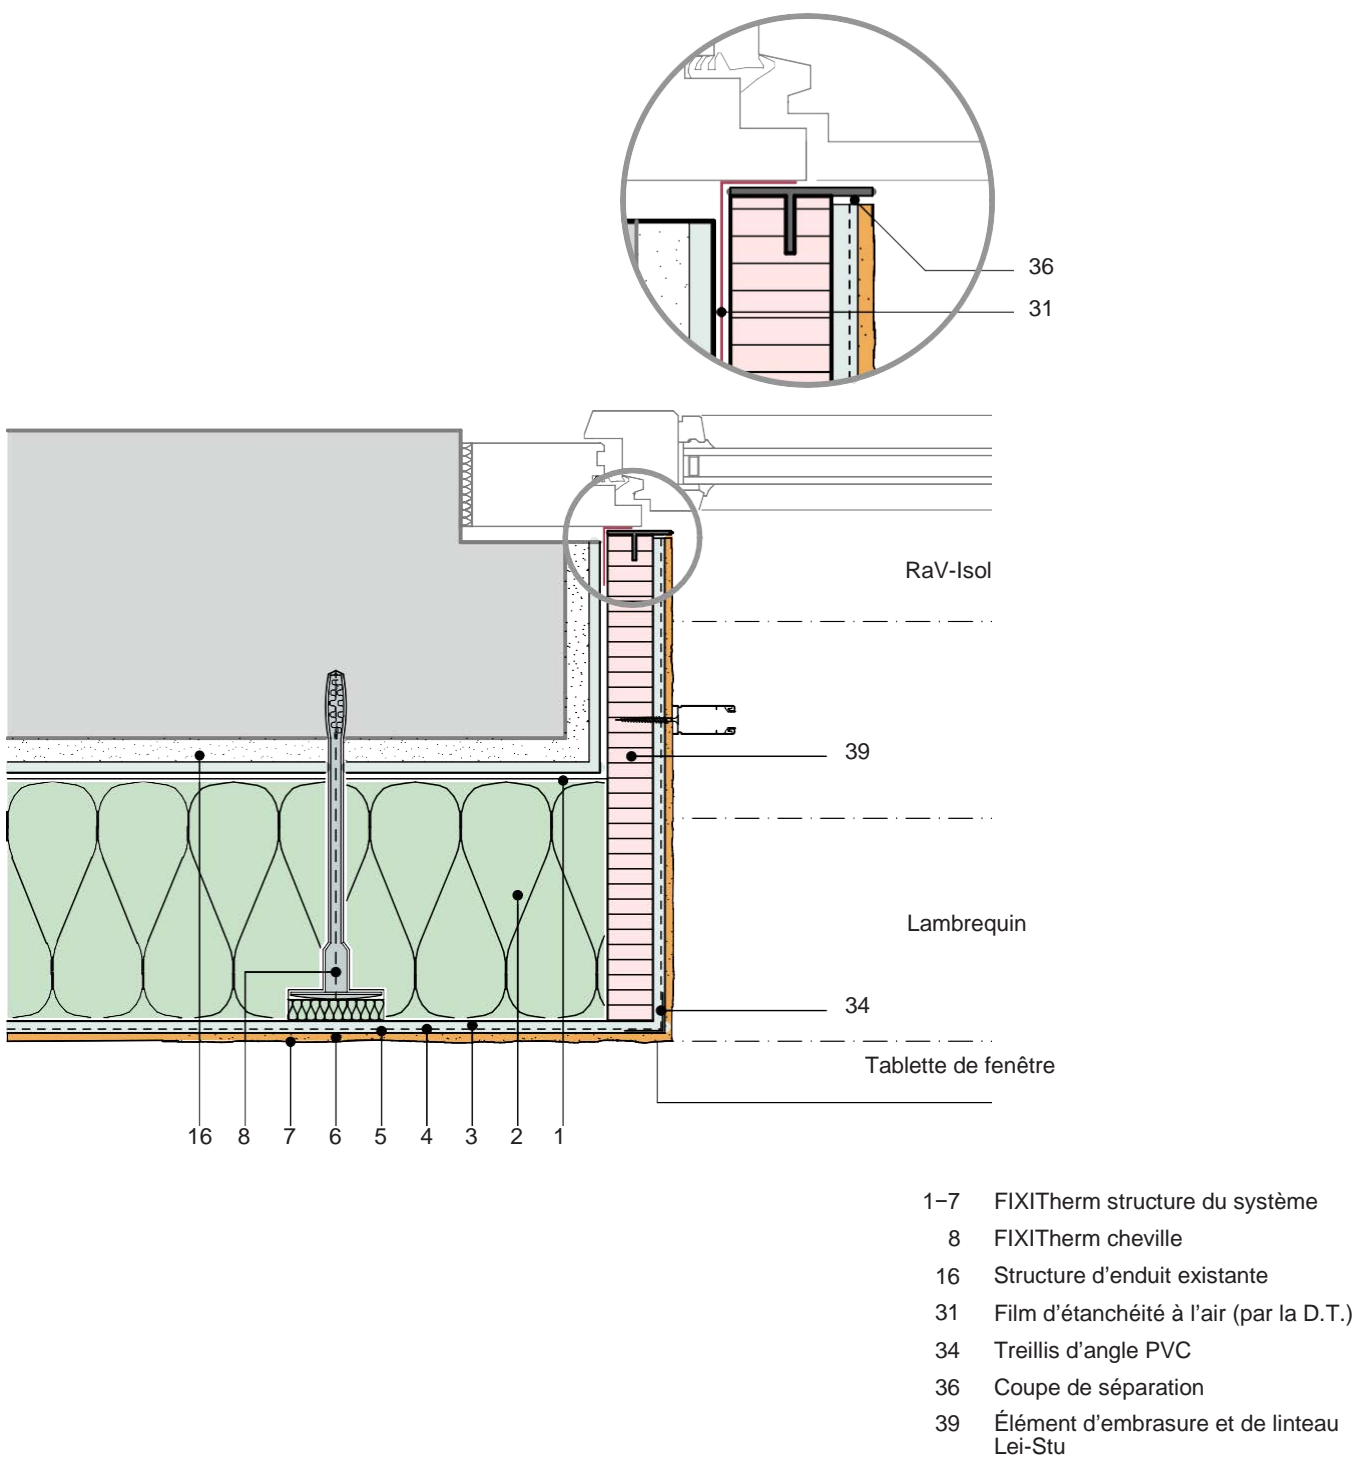 36
31
RaV-Isol
39
Lambrequin
34
Tablette de fenêtre
16 8 7 6 5 4 3 2 1
1–7 FIXITherm structure du système
8 FIXITherm cheville
16 Structure d’enduit existante
31 Film d’étanchéité à l’air (par la D.T.)
34 Treillis d’angle PVC
36 Coupe de séparation
39 Élément d’embrasure et de linteau
Lei-Stu